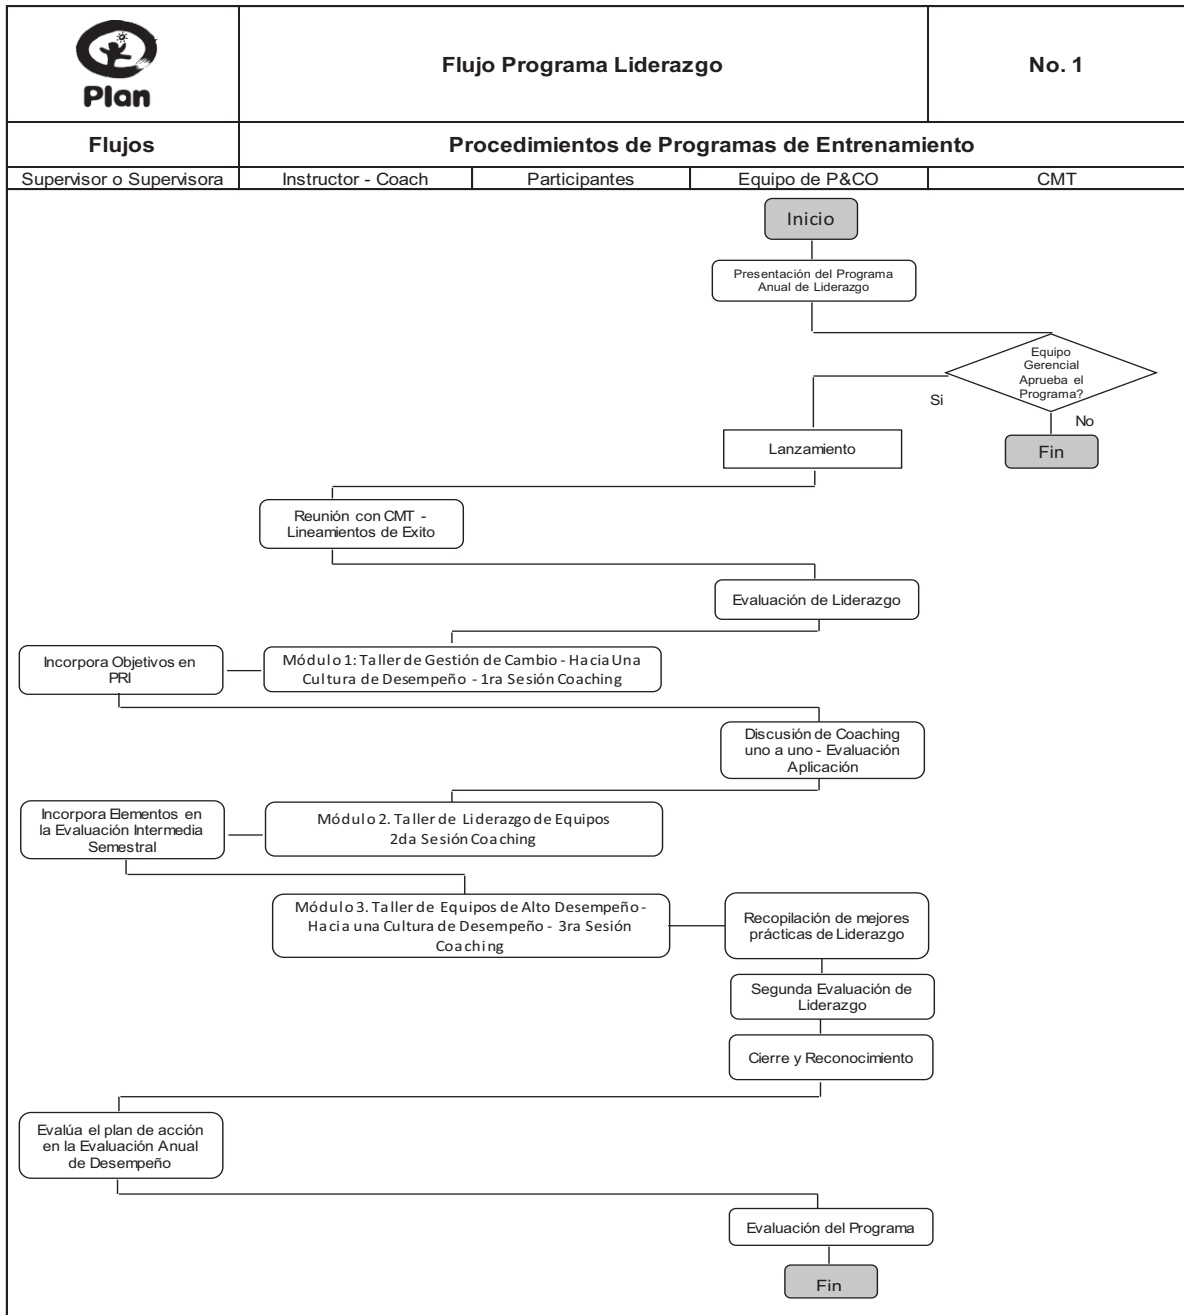 Plan
Flujo Programa Liderazgo
No. 1
Flujos
Procedimientos de Programas de Entrenamiento
Supervisor o Supervisora
Instructor - Coach
Participantes
Equipo de P&CO
CMT
Inicio
Presentación del Programa
Anual de Liderazgo
Equipo
Gerencial
Aprueba el
Programa?
Si
No
Lanzamiento
Fin
Reunión con CMT -
Lineamientos de Exito
Evaluación de Liderazgo
Incorpora Objetivos en
PRI
Módulo 1: Taller de Gestión de Cambio - Hacia Una
Cultura de Desempeño - 1ra Sesión Coaching
Discusión de Coaching
uno a uno - Evaluación
Aplicación
Incorpora Elementos en
la Evaluación Intermedia
Semestral
Módulo 2. Taller de Liderazgo de Equipos
2da Sesión Coaching
Módulo 3. Taller de Equipos de Alto Desempeño -
Hacia una Cultura de Desempeño - 3ra Sesión
Coaching
Recopilación de mejores
prácticas de Liderazgo
Segunda Evaluación de
Liderazgo
Cierre y Reconocimiento
Evalúa el plan de acción
en la Evaluación Anual
de Desempeño
Evaluación del Programa
Fin